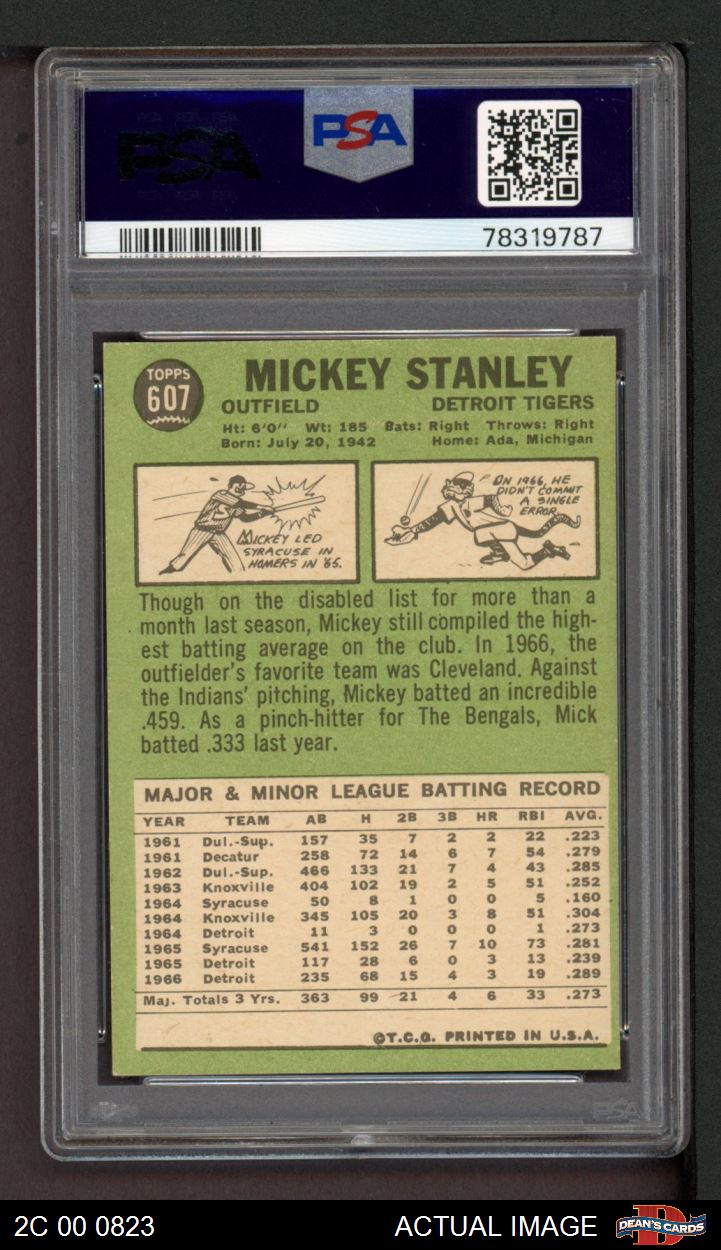 PSA
PSA
78319787
TOPPS
607
MICKEY STANLEY
OUTFIELD DETROIT TIGERS
Ht: 6'0" Wt: 185 Bats: Right Throws: Right
Born: July 20, 1942 Home: Ada, Michigan
MICKEY LED
SYRACUSE IN
HOMERS IN '65.
ON 1966, HE
DIDN'T COMMIT
A SINGLE
ERROR.
Though on the disabled list for more than a
month last season, Mickey still compiled the high-
est batting average on the club. In 1966, the
outfielder's favorite team was Cleveland. Against
the Indians' pitching, Mickey batted an incredible
.459. As a pinch-hitter for The Bengals, Mick
batted .333 last year.
MAJOR & MINOR LEAGUE BATTING RECORD
YEAR TEAM AB H 2B 3B HR RBI AVG.
1961 Dul.-Sup. 157 35 7 2 2 22 .223
1961 Decatur 258 72 14 6 7 54 .279
1962 Dul.-Sup. 466 133 21 7 4 43 .285
1963 Knoxville 404 102 19 2 5 51 .252
1964 Syracuse 50 8 1 0 0 5 .160
1964 Knoxville 345 105 20 3 8 51 .304
1964 Detroit 11 3 0 0 0 1 .273
1965 Syracuse 541 152 26 7 10 73 .281
1965 Detroit 117 28 6 0 3 13 .239
1966 Detroit 235 68 15 4 3 19 .289
Maj. Totals 3 Yrs. 363 99 21 4 6 33 .273
©T.C.G. PRINTED IN U.S.A.
PSA
2C 00 0823 ACTUAL IMAGE DEAN'S CARDS